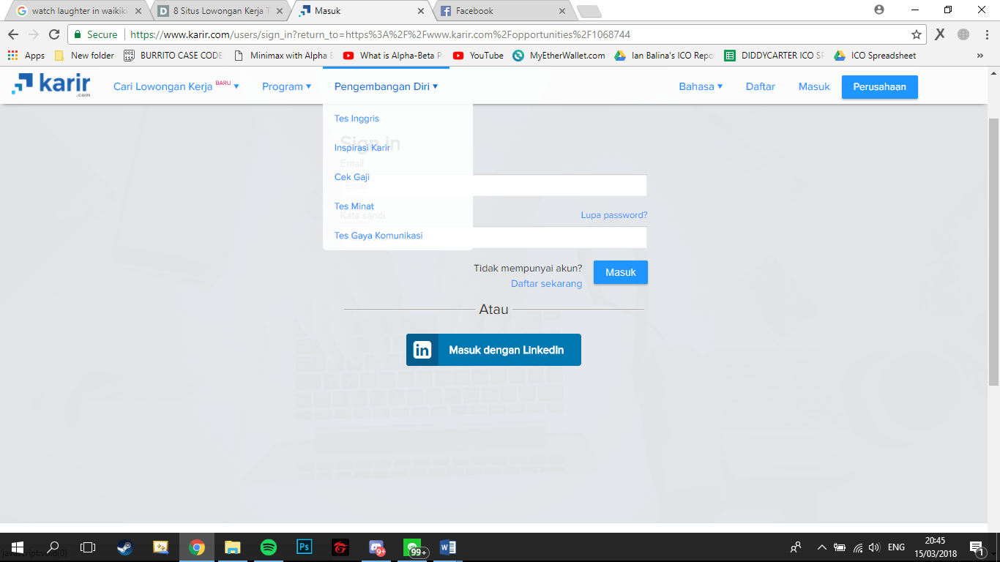 watch laughter in waikiki
8 Situs Lowongan Kerja T
Masuk
Facebook
Secure
https://www.karir.com/users/sign_in?return_to=https%3A%2F%2Fwww.karir.com%2Fopportunities%2F1068744
Apps
New folder
BURRITO CASE CODE
Minimax with Alpha B
What is Alpha-Beta P
YouTube
MyEtherWallet.com
Ian Balina's ICO Repo
DIDDYCARTER ICO SP
ICO Spreadsheet
karir
.com
Cari Lowongan Kerja BARU
Program
Pengembangan Diri
Bahasa
Daftar
Masuk
Perusahaan
Tes Inggris
Sign in
Inspirasi Karir
Email
Cek Gaji
Email
Tes Minat
Kata sandi
Lupa password?
Tes Gaya Komunikasi
Tidak mempunyai akun?
Daftar sekarang
Masuk
Atau
in
Masuk dengan LinkedIn
javascript:void(0)
Ps
9+
99+
ENG
20:45
15/03/2018
1